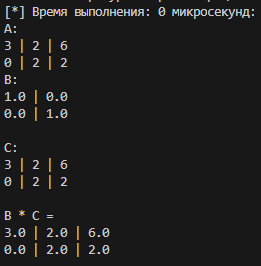 [*] Время выполнения: 0 микросекунд:
A:
3 | 2 | 6
0 | 2 | 2
B:
1.0 | 0.0
0.0 | 1.0
C:
3 | 2 | 6
0 | 2 | 2
B * C =
3.0 | 2.0 | 6.0
0.0 | 2.0 | 2.0